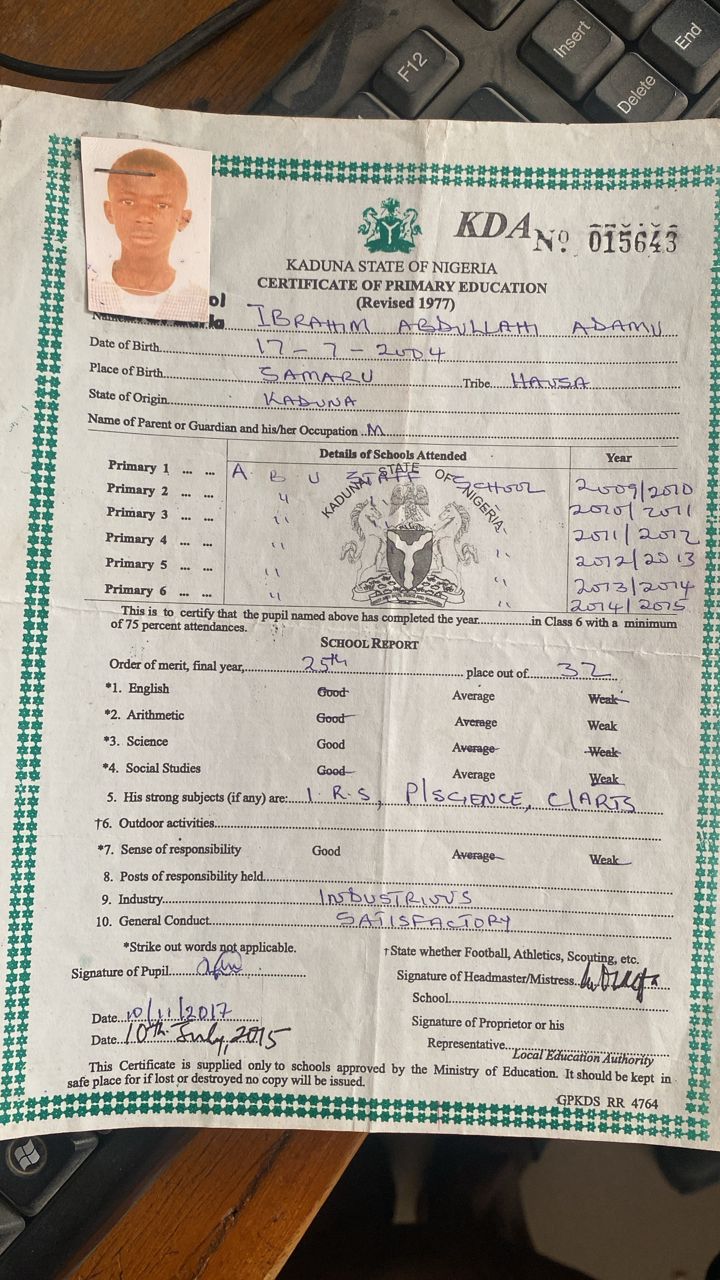 F12
Insert
End
Delete
KDA No 015643
KADUNA STATE OF NIGERIA
CERTIFICATE OF PRIMARY EDUCATION
(Revised 1977)
ol
Name IBRAHIM ABDULLAHI ADAMU
Date of Birth 17 - 7 - 2004
Place of Birth SAMARU Tribe HAUSA
State of Origin KADUNA
Name of Parent or Guardian and his/her Occupation M
Details of Schools Attended Year
Primary 1 ... ... A B U STAFF SCHOOL 2009/2010
Primary 2 ... ... " 2010/2011
Primary 3 ... ... " 2011/2012
Primary 4 ... ... " " 2012/2013
Primary 5 ... ... " " 2013/2014
Primary 6 ... ... " " 2014/2015
KADUNA STATE OF NIGERIA
This is to certify that the pupil named above has completed the year in Class 6 with a minimum
of 75 percent attendances.
SCHOOL REPORT
Order of merit, final year, 25th place out of 32
*1. English Good Average Weak
*2. Arithmetic Good Average Weak
*3. Science Good Average Weak
*4. Social Studies Good Average Weak
5. His strong subjects (if any) are: I.R.S, P/SCIENCE, C/ARTS
†6. Outdoor activities
*7. Sense of responsibility Good Average Weak
8. Posts of responsibility held
9. Industry INDUSTRIOUS
10. General Conduct SATISFACTORY
*Strike out words not applicable. †State whether Football, Athletics, Scouting, etc.
Signature of Pupil Signature of Headmaster/Mistress
School
Date 10/11/2017 Signature of Proprietor or his
Date 10th July, 2015 Representative
Local Education Authority
This Certificate is supplied only to schools approved by the Ministry of Education. It should be kept in
safe place for if lost or destroyed no copy will be issued.
GPKDS RR 4764